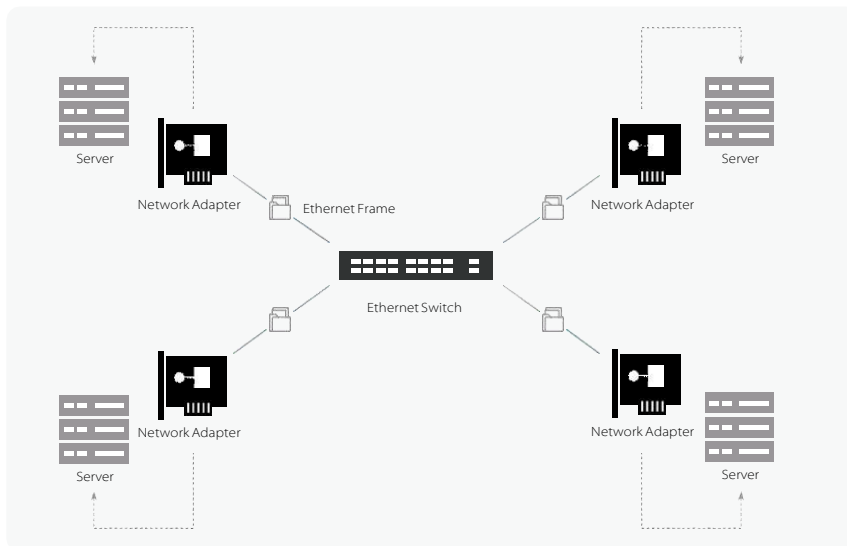 Server
Server
Network Adapter
Network Adapter
Ethernet Frame
Ethernet Switch
Network Adapter
Network Adapter
Server
Server